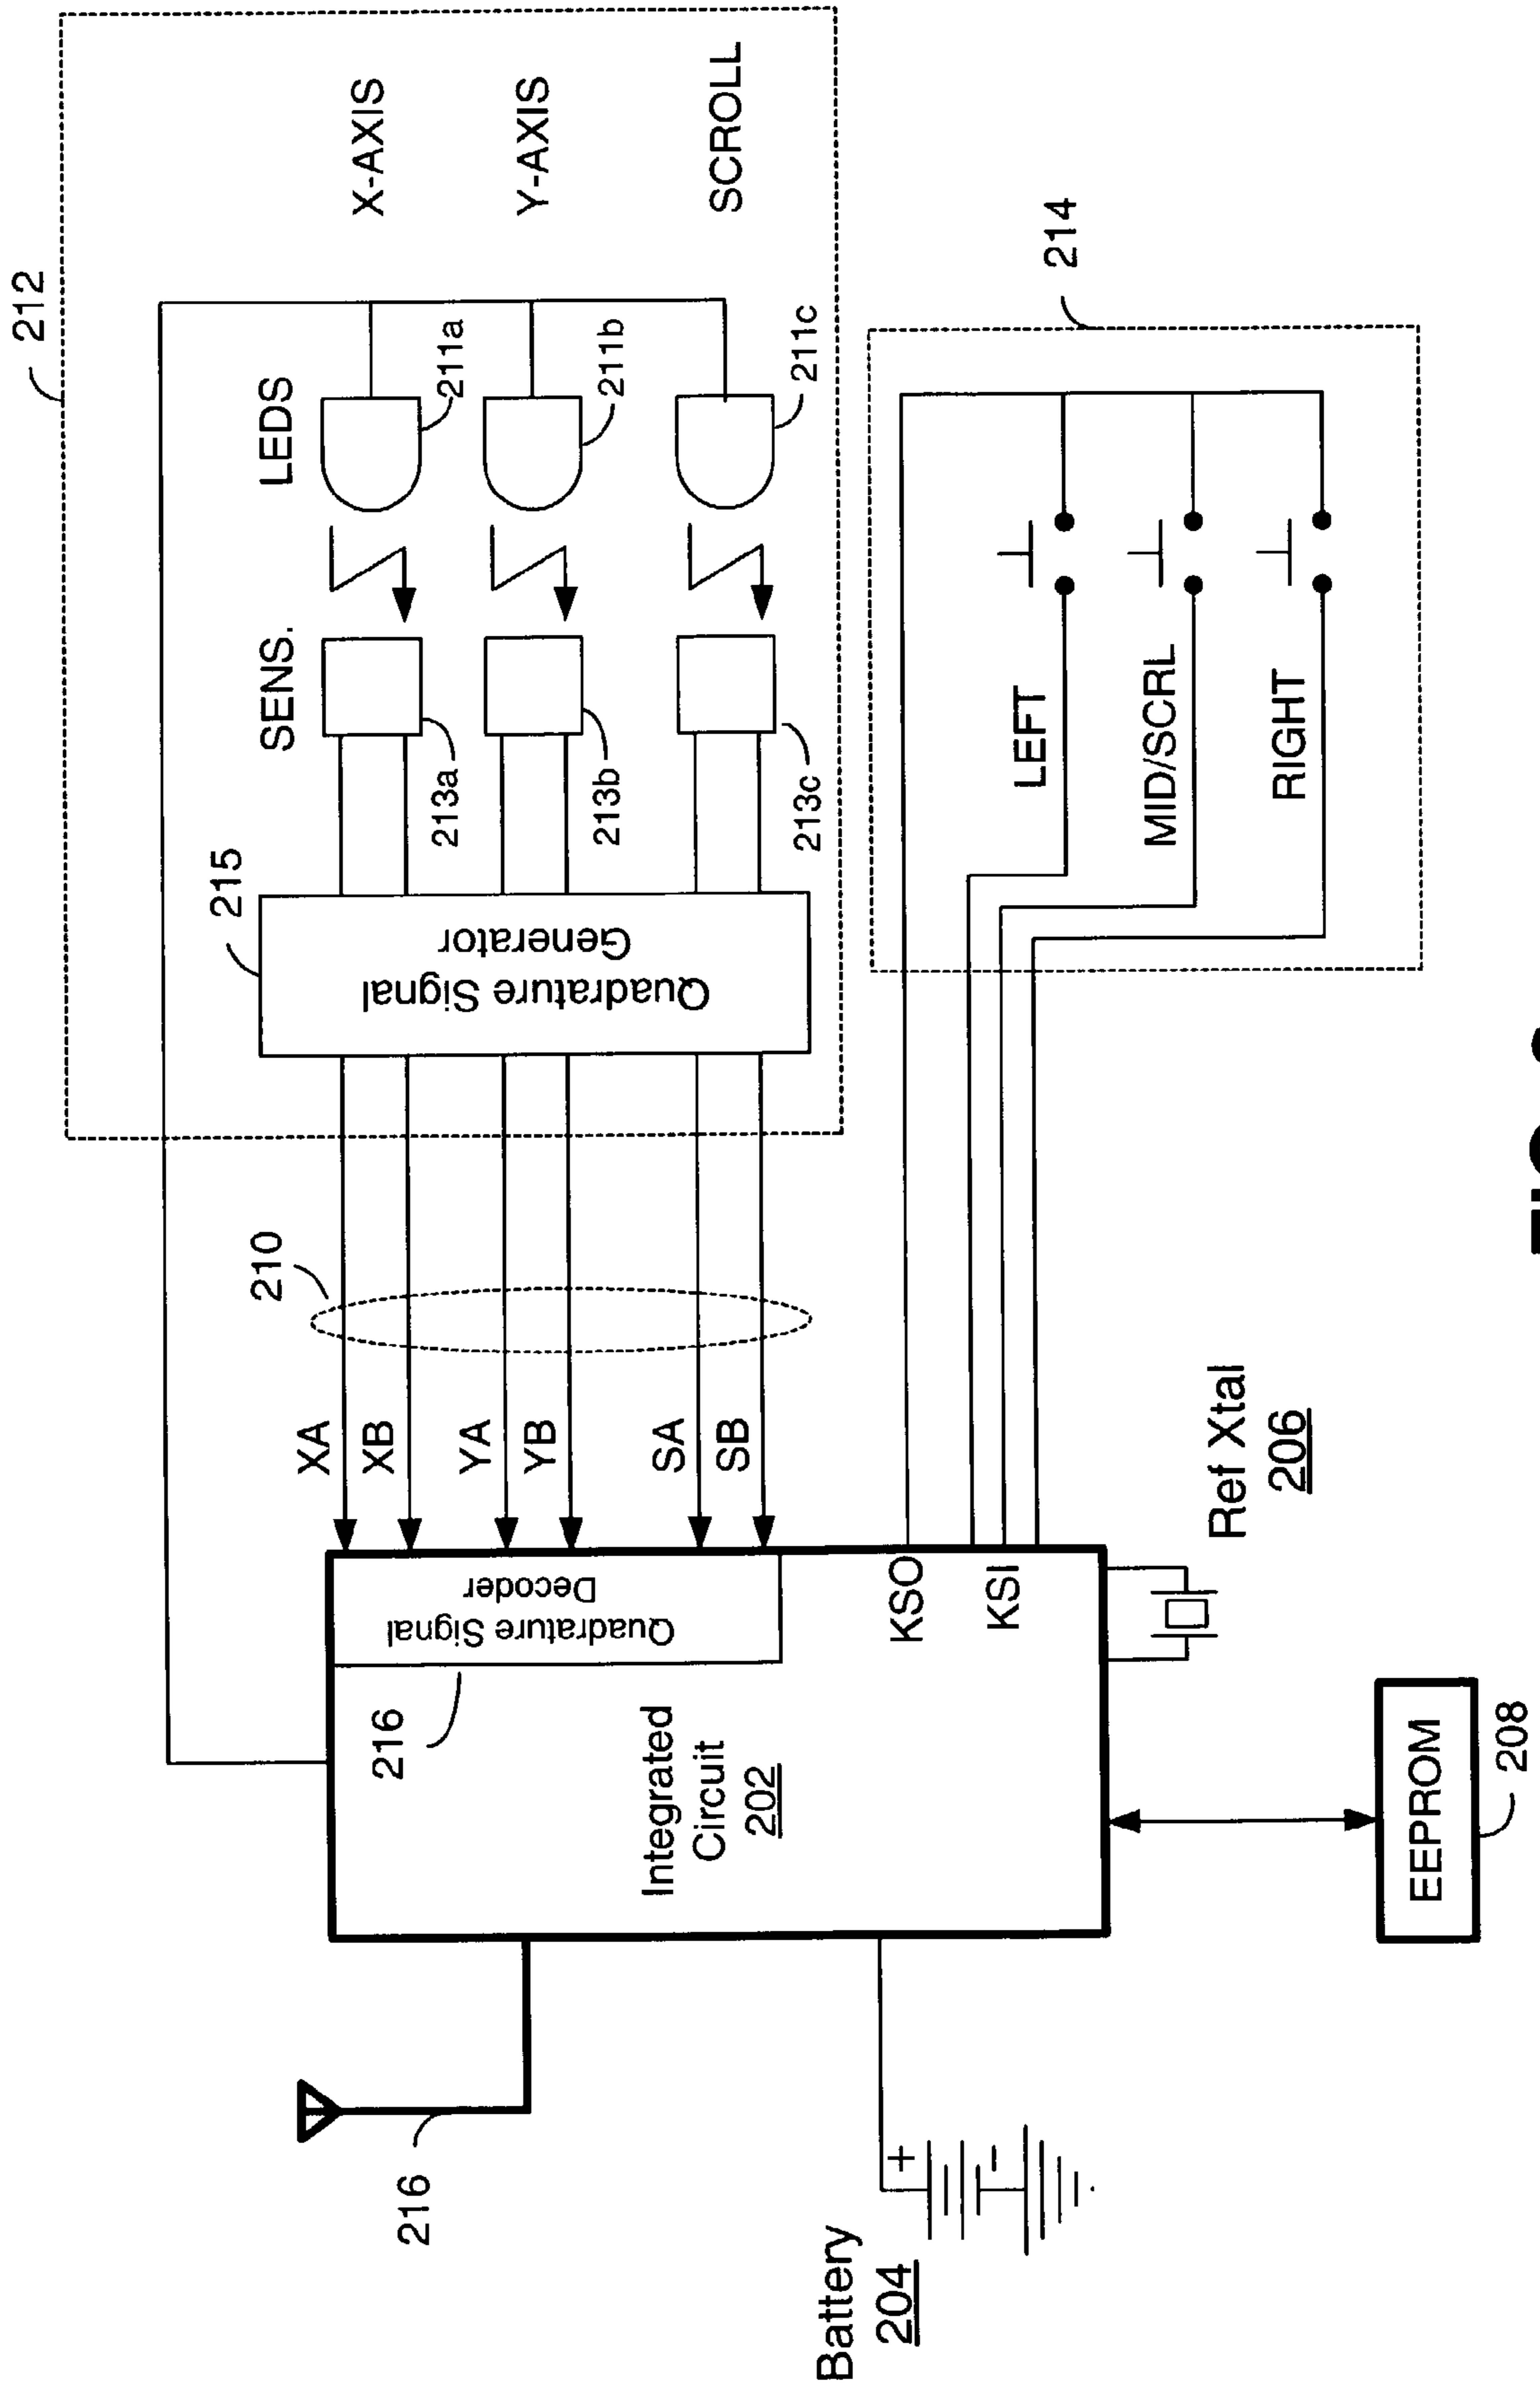 212
LEDS
SENS.
X-AXIS
Y-AXIS
SCROLL
211a
211b
211c
213a
213b
213c
215
Quadrature Signal
Generator
210
XA
XB
YA
YB
SA
SB
Quadrature Signal
Decoder
216
Integrated
Circuit
202
KSO
KSI
214
LEFT
MID/SCRL
RIGHT
216
Battery
204
+
-
Ref Xtal
206
EEPROM
208